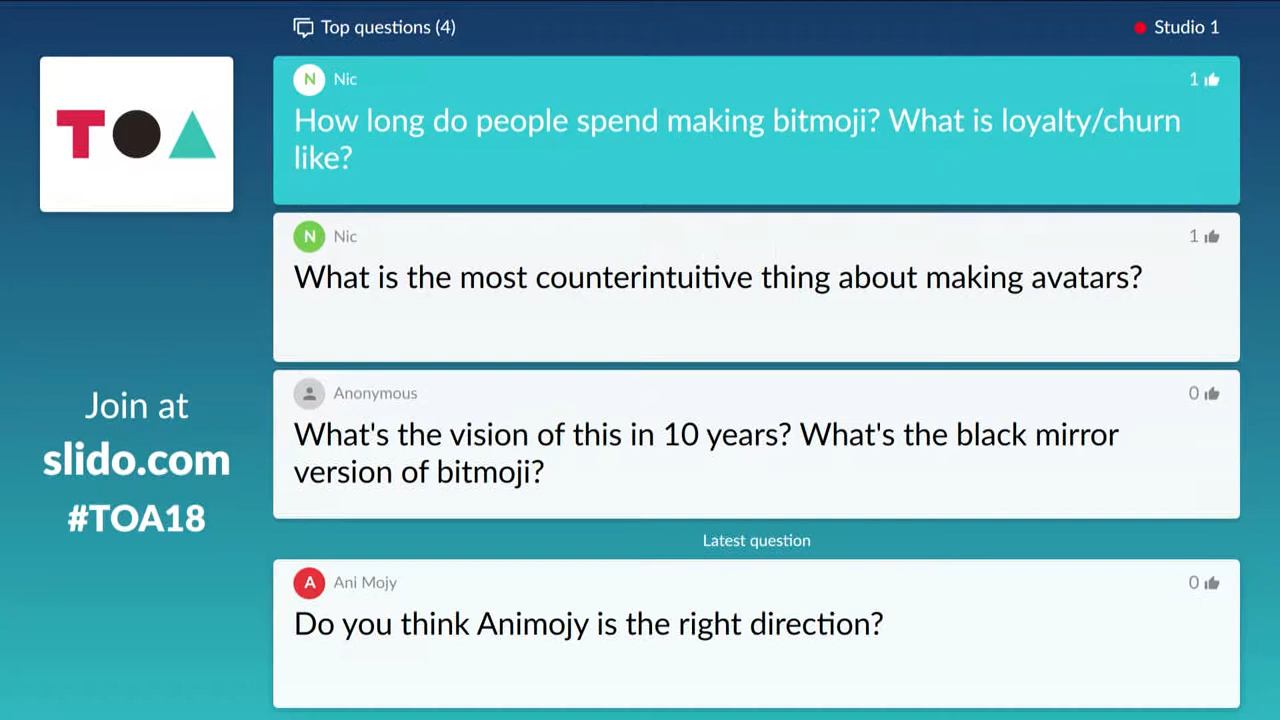 Top questions (4)
Studio 1
TOA
N Nic
1
How long do people spend making bitmoji? What is loyalty/churn
like?
N Nic
1
What is the most counterintuitive thing about making avatars?
Anonymous
0
What's the vision of this in 10 years? What's the black mirror
version of bitmoji?
Join at
slido.com
#TOA18
Latest question
A Ani Mojy
0
Do you think Animojy is the right direction?